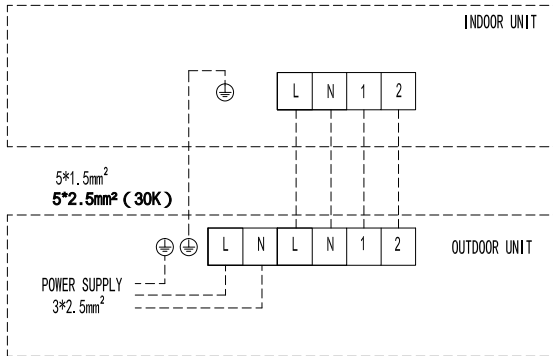 INDOOR UNIT
L N 1 2
5*1.5mm²
5*2.5mm² (30K)
L N L N 1 2
OUTDOOR UNIT
POWER SUPPLY
3*2.5mm²